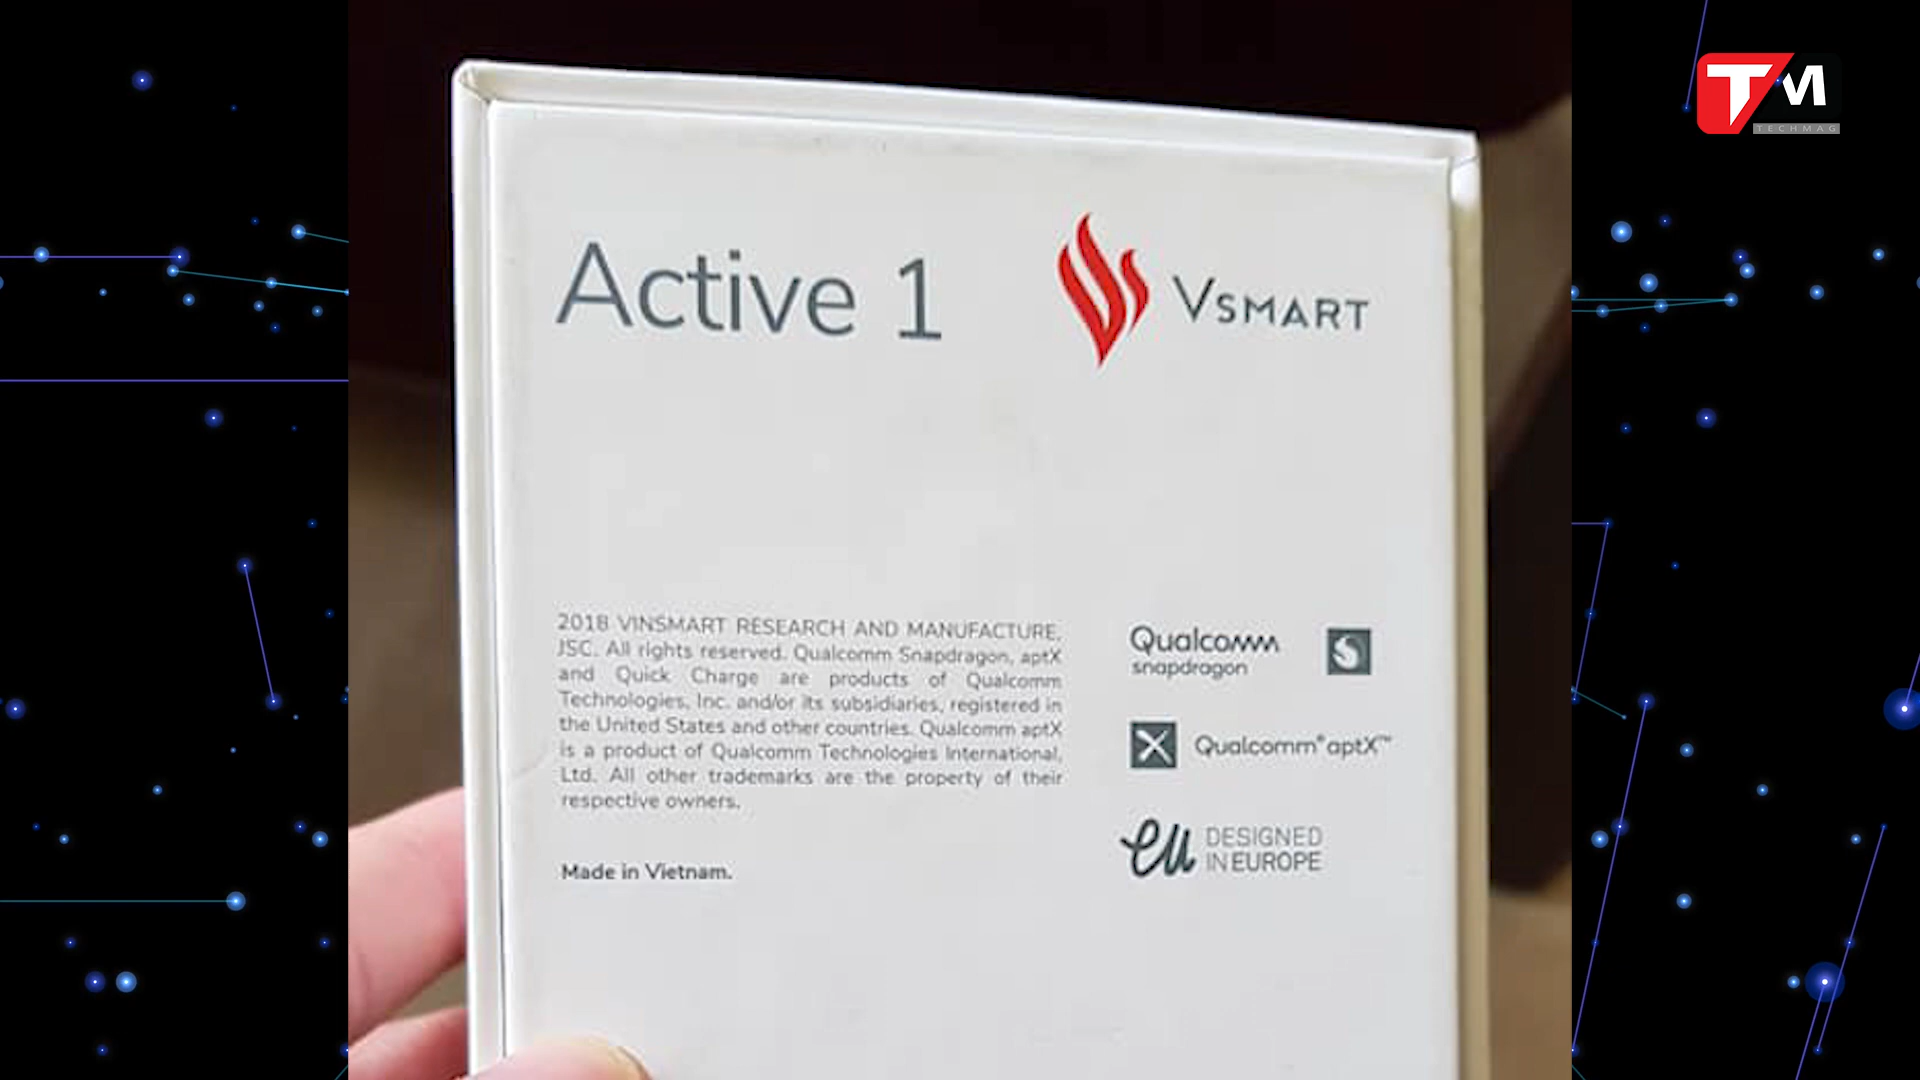 TM
TECHMAG
Active 1
VSMART
2018 VINSMART RESEARCH AND MANUFACTURE,
JSC. All rights reserved. Qualcomm Snapdragon, aptX
and Quick Charge are products of Qualcomm
Technologies, Inc. and/or its subsidiaries, registered in
the United States and other countries. Qualcomm aptX
is a product of Qualcomm Technologies International,
Ltd. All other trademarks are the property of their
respective owners.
Made in Vietnam.
Qualcomm
snapdragon
Qualcomm® aptX™
eu DESIGNED
IN EUROPE